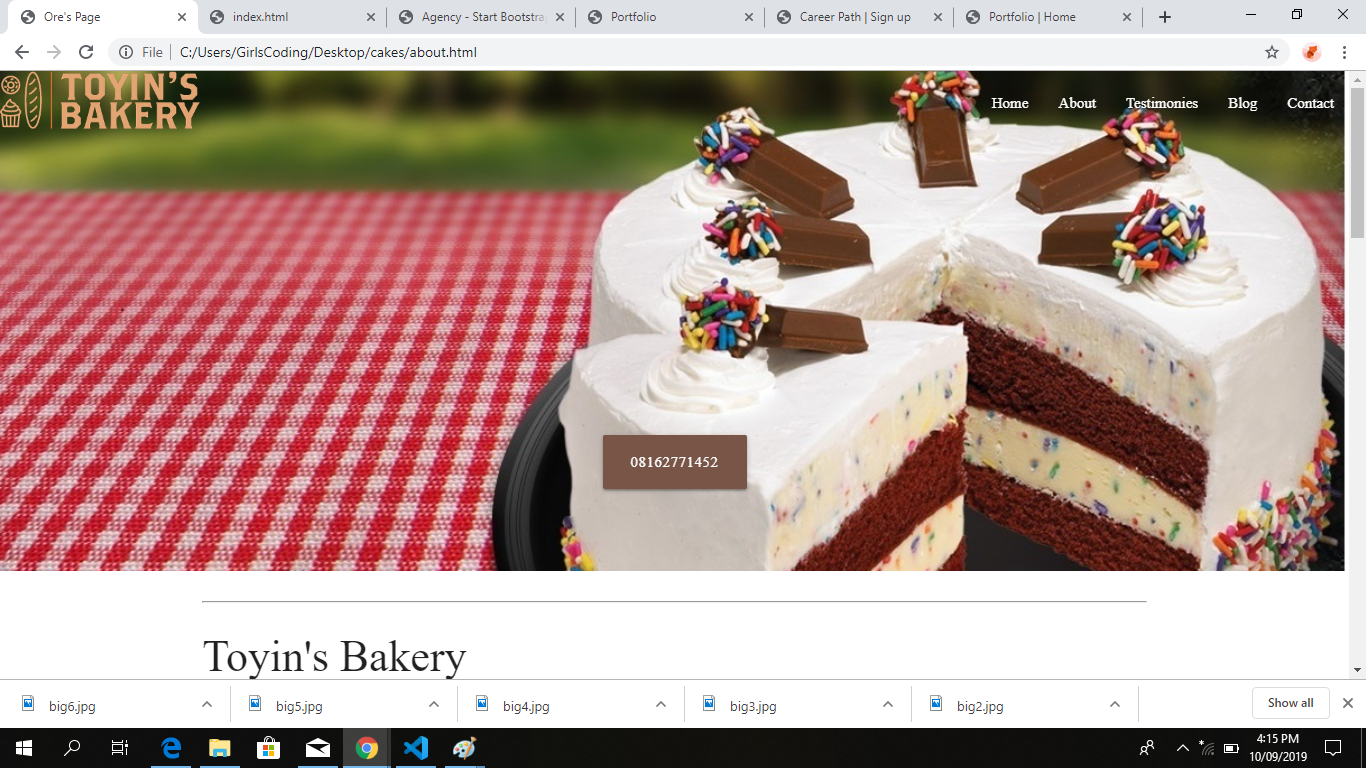 Ore's Page
index.html
Agency - Start Bootstra
Portfolio
Career Path | Sign up
Portfolio | Home
File
C:/Users/GirlsCoding/Desktop/cakes/about.html
TOYIN'S
BAKERY
Home
About
Testimonies
Blog
Contact
08162771452
Toyin's Bakery
big6.jpg
big5.jpg
big4.jpg
big3.jpg
big2.jpg
Show all
4:15 PM
10/09/2019